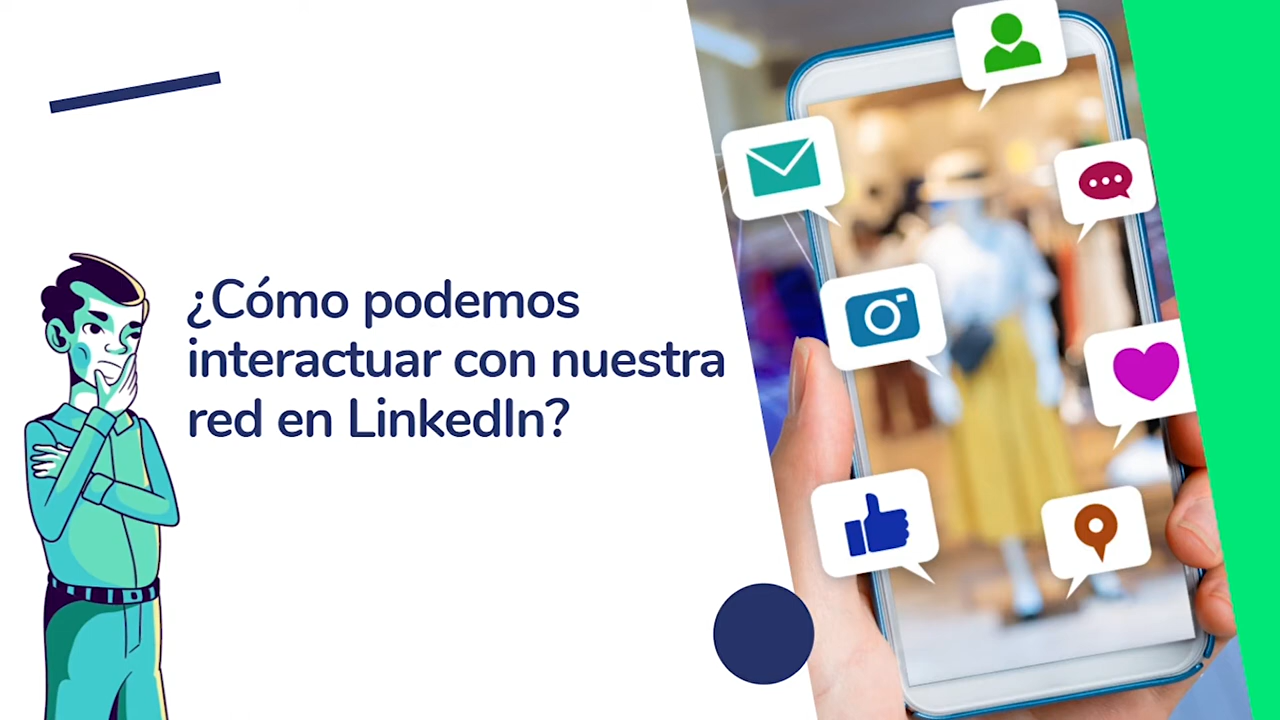 ¿Cómo podemos
interactuar con nuestra
red en LinkedIn?